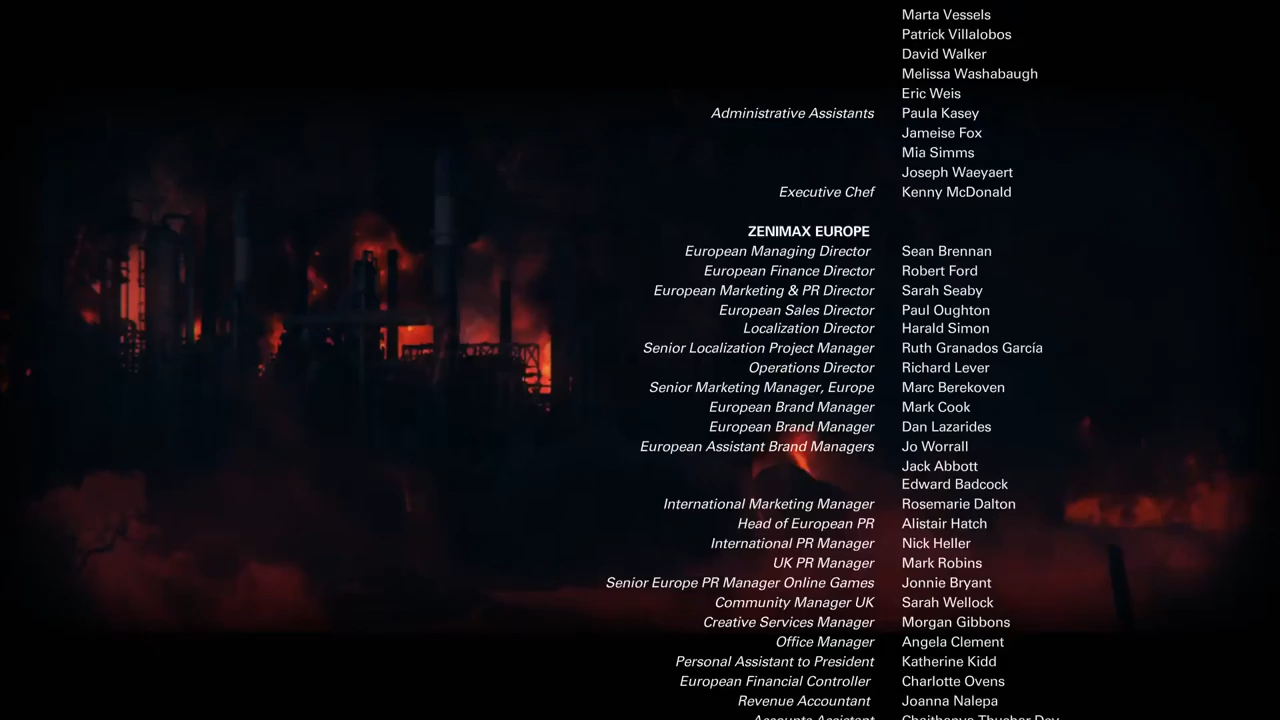 Marta Vessels
Patrick Villalobos
David Walker
Melissa Washabaugh
Eric Weis
Administrative Assistants Paula Kasey
Jameise Fox
Mia Simms
Joseph Waeyaert
Executive Chef Kenny McDonald
ZENIMAX EUROPE
European Managing Director Sean Brennan
European Finance Director Robert Ford
European Marketing & PR Director Sarah Seaby
European Sales Director Paul Oughton
Localization Director Harald Simon
Senior Localization Project Manager Ruth Granados García
Operations Director Richard Lever
Senior Marketing Manager, Europe Marc Berekoven
European Brand Manager Mark Cook
European Brand Manager Dan Lazarides
European Assistant Brand Managers Jo Worrall
Jack Abbott
Edward Badcock
International Marketing Manager Rosemarie Dalton
Head of European PR Alistair Hatch
International PR Manager Nick Heller
UK PR Manager Mark Robins
Senior Europe PR Manager Online Games Jonnie Bryant
Community Manager UK Sarah Wellock
Creative Services Manager Morgan Gibbons
Office Manager Angela Clement
Personal Assistant to President Katherine Kidd
European Financial Controller Charlotte Ovens
Revenue Accountant Joanna Nalepa
Accounts Assistant